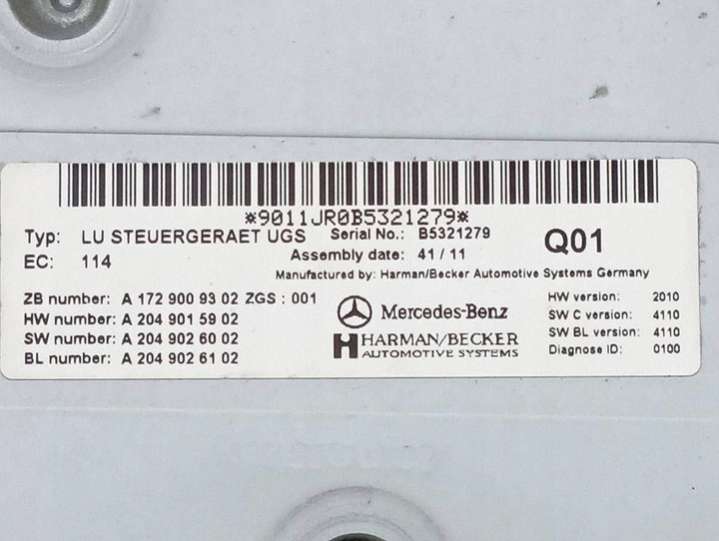 *9011JR0B5321279*
Typ: LU STEUERGERAET UGS Serial No.: B5321279 Q01
EC: 114 Assembly date: 41/11
Manufactured by: Harman/Becker Automotive Systems Germany
ZB number: A 172 900 93 02 ZGS : 001
HW number: A 204 901 59 02
SW number: A 204 902 60 02
BL number: A 204 902 61 02
Mercedes-Benz
HARMAN/BECKER
AUTOMOTIVE SYSTEMS
HW version: 2010
SW C version: 4110
SW BL version: 4110
Diagnose ID: 0100